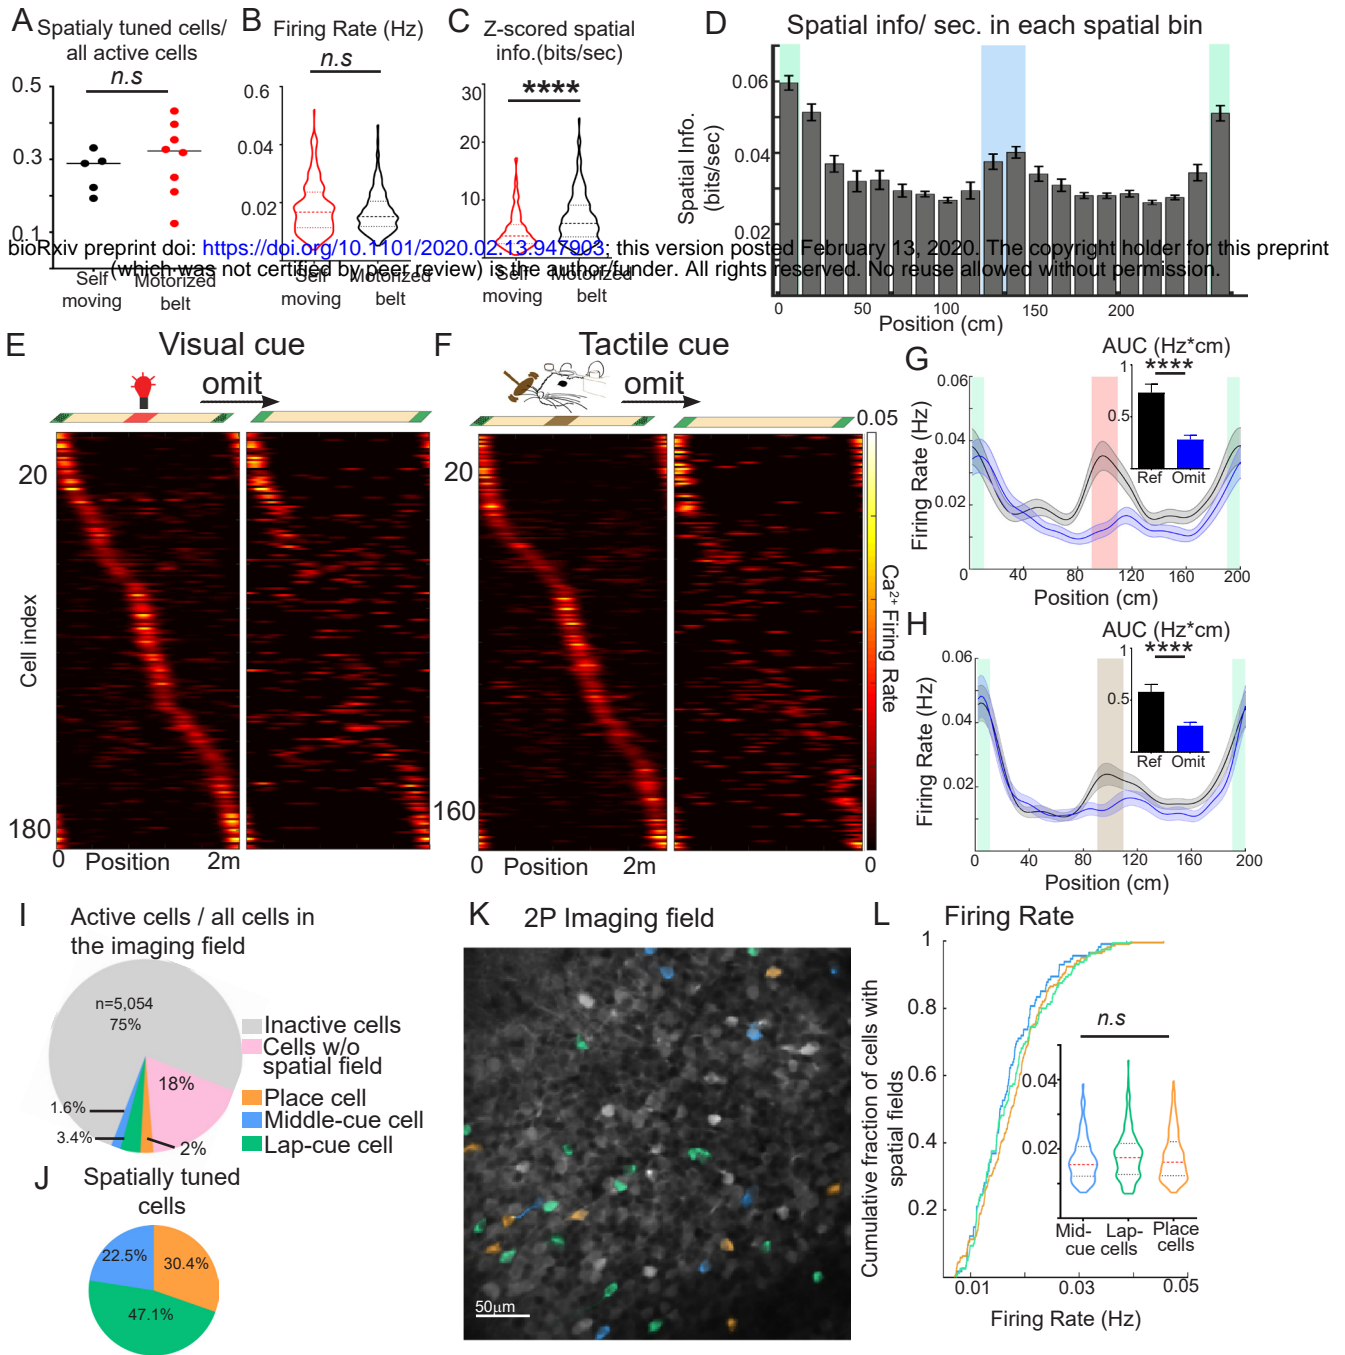 A
Spatialy tuned cells/
all active cells
n.s
0.5
0.3
0.1
Self
moving
Motorized
belt
B
Firing Rate (Hz)
n.s
0.6
0.04
0.02
Self
moving
Motorized
belt
C
Z-scored spatial
info.(bits/sec)
****
30
20
10
0
Self
moving
Motorized
belt
D
Spatial info/ sec. in each spatial bin
Spatial Info.
(bits/sec)
0.06
0.04
0.02
0
50
100
150
200
Position (cm)
bioRxiv preprint doi: https://doi.org/10.1101/2020.02.13.947903; this version posted February 13, 2020. The copyright holder for this preprint
(which was not certified by peer review) is the author/funder. All rights reserved. No reuse allowed without permission.
E
Visual cue
omit
Cell index
20
180
0
Position
2m
F
Tactile cue
omit
20
160
0
Position
2m
0.05
Ca2+ Firing Rate
0
G
AUC (Hz*cm)
****
1
0.5
Ref
Omit
Firing Rate (Hz)
0.06
0.04
0.02
0
40
80
120
160
200
Position (cm)
H
AUC (Hz*cm)
****
1
0.5
Ref
Omit
Firing Rate (Hz)
0.06
0.04
0.02
0
40
80
120
160
200
Position (cm)
I
Active cells / all cells in
the imaging field
n=5,054
75%
18%
1.6%
3.4%
2%
Inactive cells
Cells w/o
spatial field
Place cell
Middle-cue cell
Lap-cue cell
J
Spatially tuned
cells
22.5%
30.4%
47.1%
K
2P Imaging field
50μm
L
Firing Rate
Cumulative fraction of cells with
spatial fields
1
0.8
0.6
0.4
0.2
n.s
0.04
0.02
Mid-
cue
Lap-
cells
Place
cells
0.01
0.03
0.05
Firing Rate (Hz)